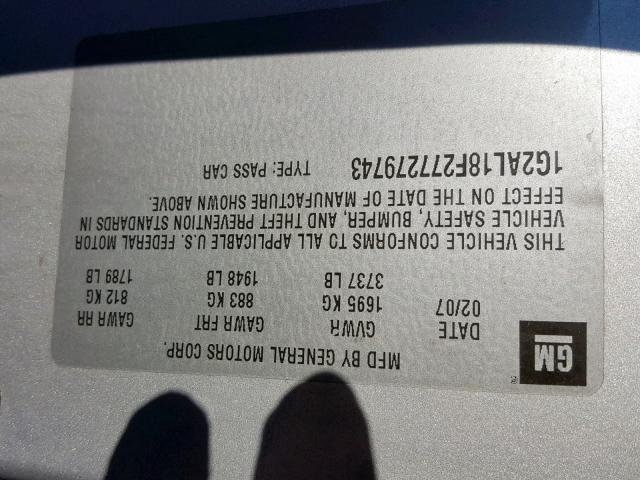 GM ®
MFD BY GENERAL MOTORS CORP.
DATE GVWR GAWR FRT GAWR RR
02/07 1695 KG 883 KG 812 KG
3737 LB 1948 LB 1789 LB
THIS VEHICLE CONFORMS TO ALL APPLICABLE U.S. FEDERAL MOTOR
VEHICLE SAFETY, BUMPER, AND THEFT PREVENTION STANDARDS IN
EFFECT ON THE DATE OF MANUFACTURE SHOWN ABOVE.
1G2AL18F277279743 TYPE: PASS CAR